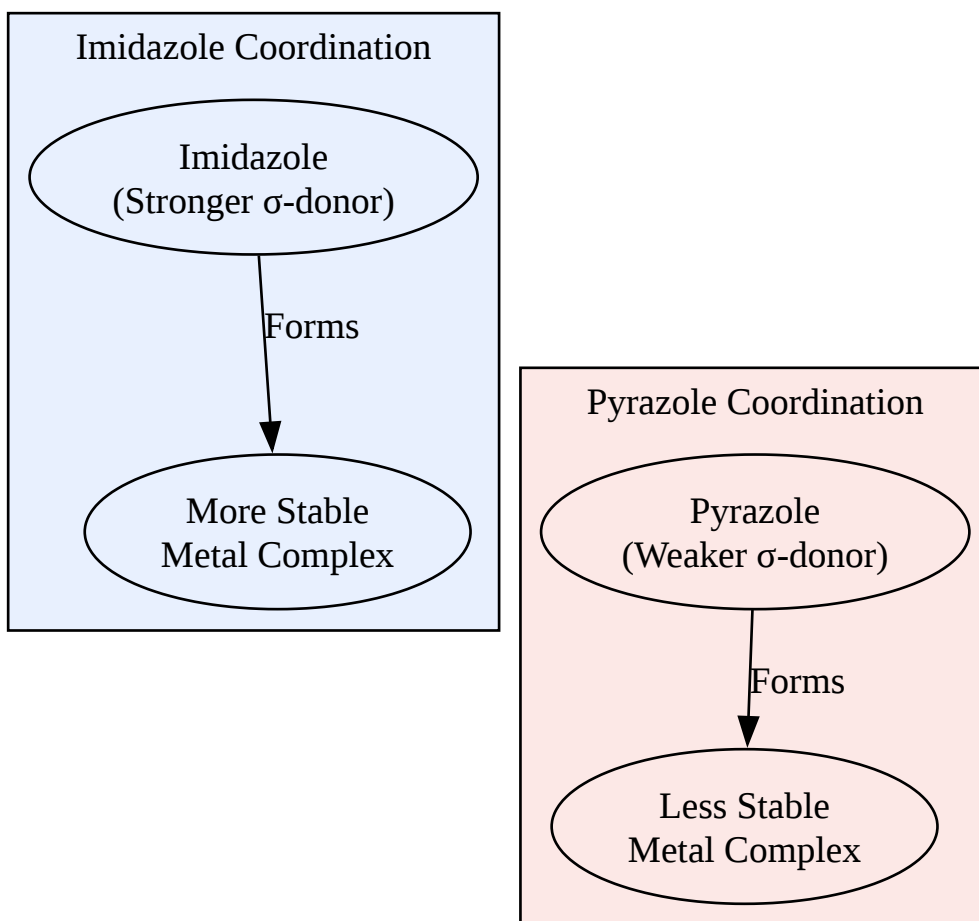 Imidazole Coordination
Imidazole
(Stronger σ-donor)
Forms
More Stable
Metal Complex
Pyrazole Coordination
Pyrazole
(Weaker σ-donor)
Forms
Less Stable
Metal Complex